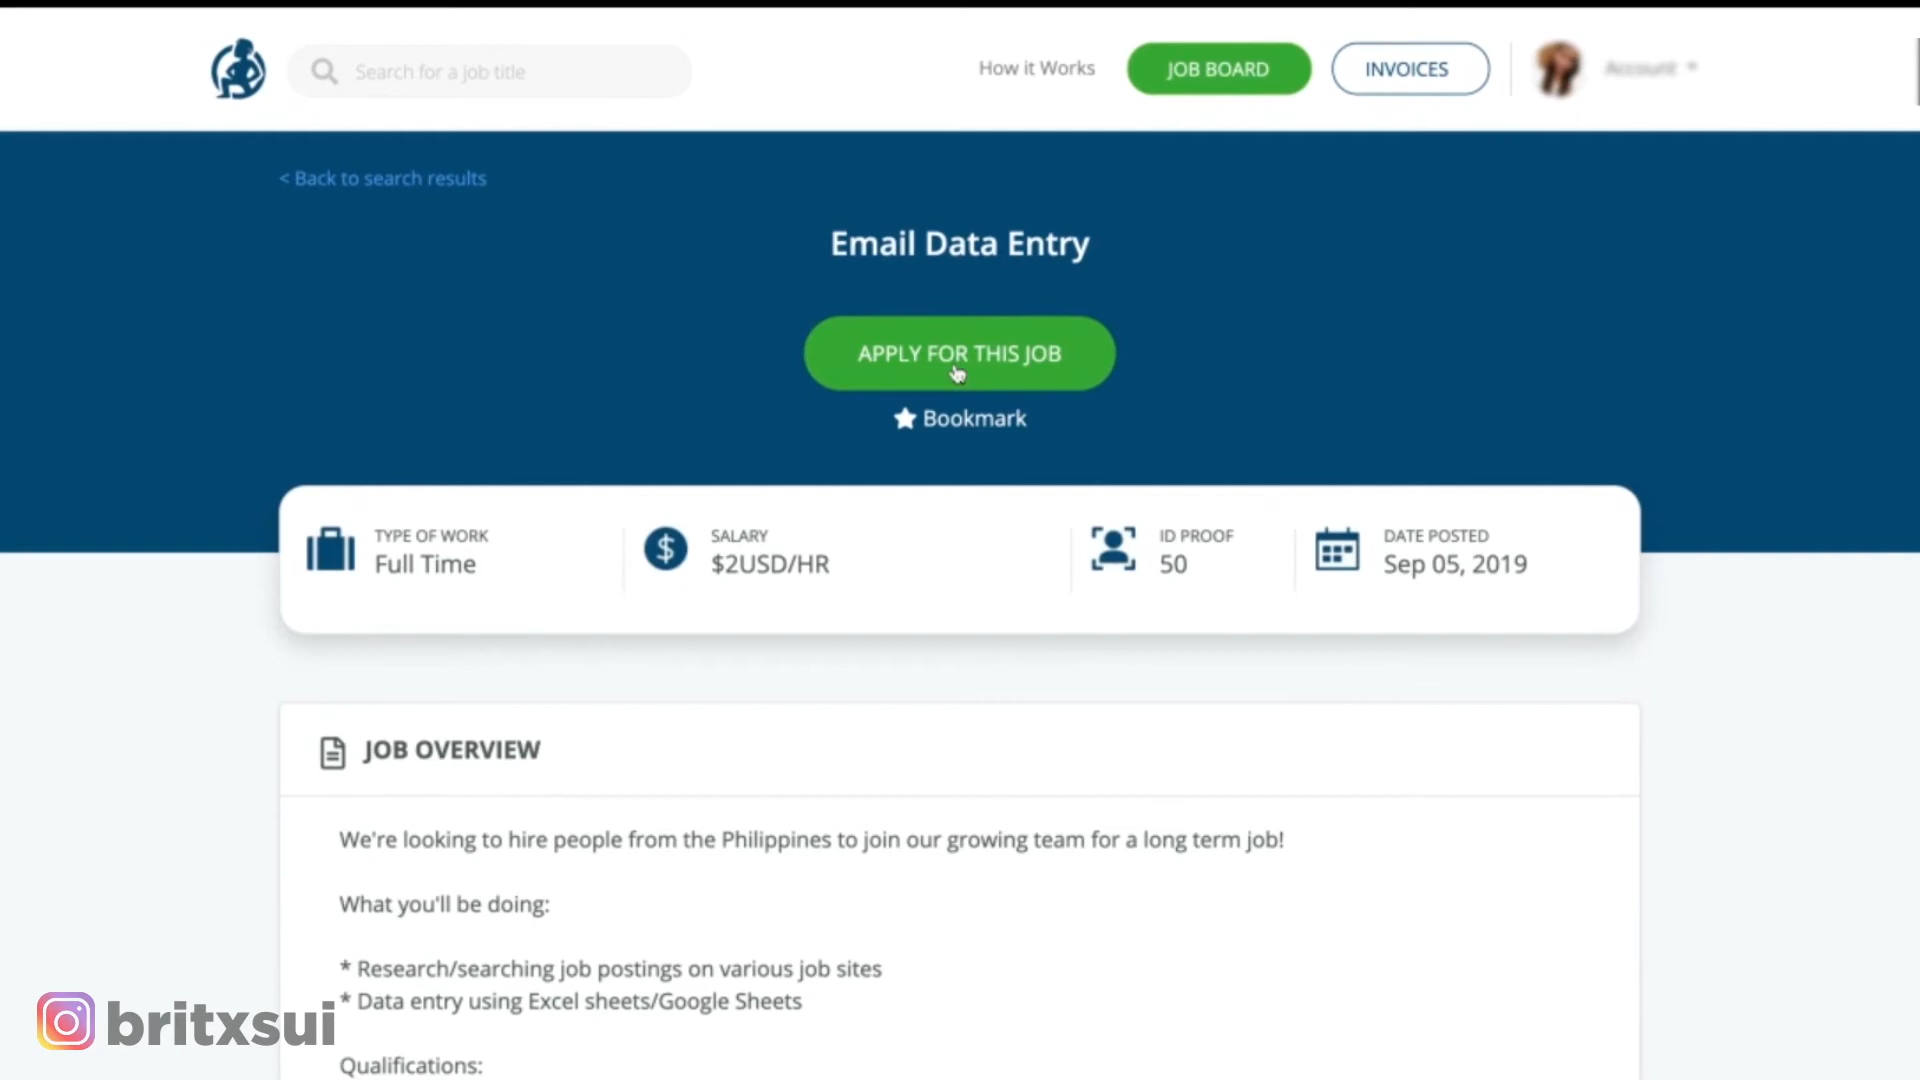 Search for a job title
How it Works
JOB BOARD
INVOICES
Account
< Back to search results
Email Data Entry
APPLY FOR THIS JOB
Bookmark
TYPE OF WORK
Full Time
SALARY
$2USD/HR
ID PROOF
50
DATE POSTED
Sep 05, 2019
JOB OVERVIEW
We're looking to hire people from the Philippines to join our growing team for a long term job!
What you'll be doing:
* Research/searching job postings on various job sites
* Data entry using Excel sheets/Google Sheets
Qualifications:
britxsui